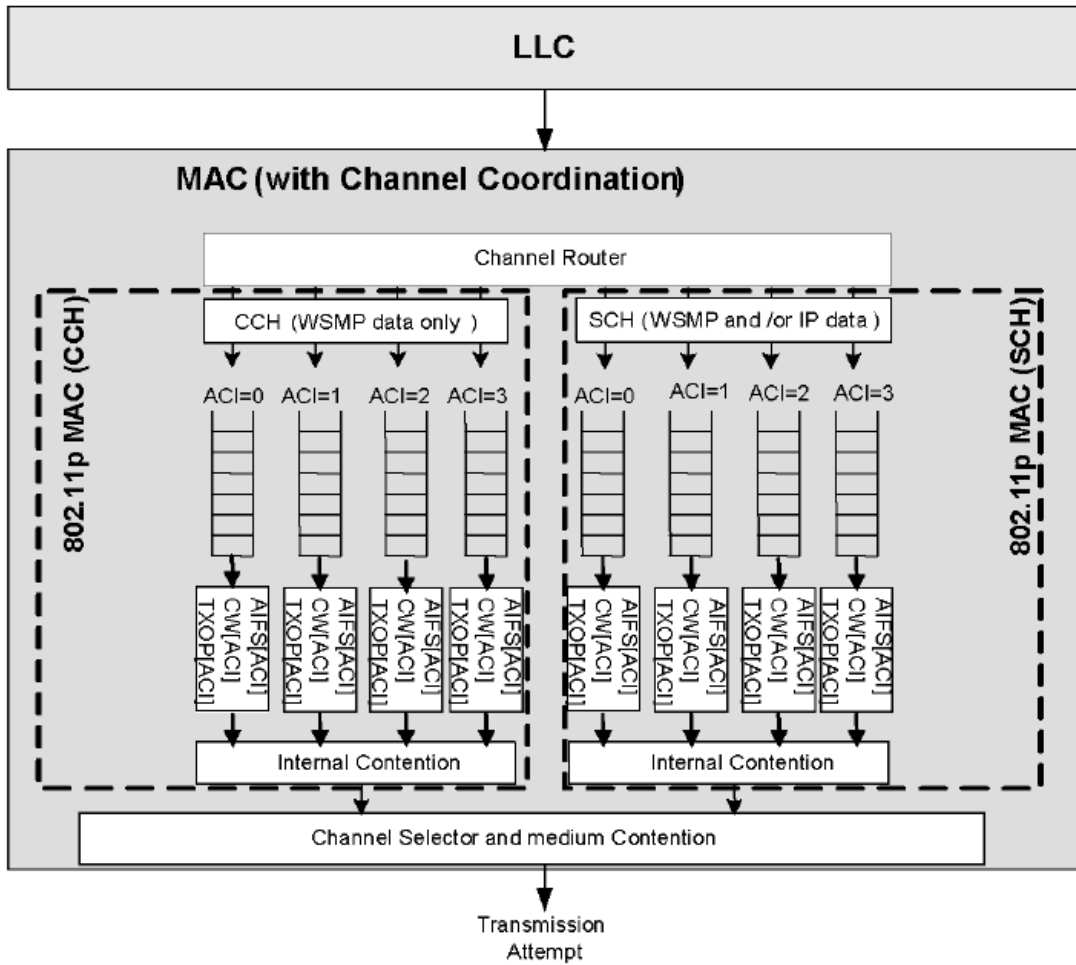 LLC
MAC (with Channel Coordination)
Channel Router
802.11p MAC (CCH)
CCH (WSMP data only )
ACI=0 ACI=1 ACI=2 ACI=3
AIFS[ACI]
CW[ACI]
TXOP[ACI]
AIFS[ACI]
CW[ACI]
TXOP[ACI]
AIFS[ACI]
CW[ACI]
TXOP[ACI]
AIFS[ACI]
CW[ACI]
TXOP[ACI]
Internal Contention
SCH (WSMP and /or IP data )
802.11p MAC (SCH)
ACI=0 ACI=1 ACI=2 ACI=3
AIFS[ACI]
CW[ACI]
TXOP[ACI]
AIFS[ACI]
CW[ACI]
TXOP[ACI]
AIFS[ACI]
CW[ACI]
TXOP[ACI]
AIFS[ACI]
CW[ACI]
TXOP[ACI]
Internal Contention
Channel Selector and medium Contention
Transmission
Attempt